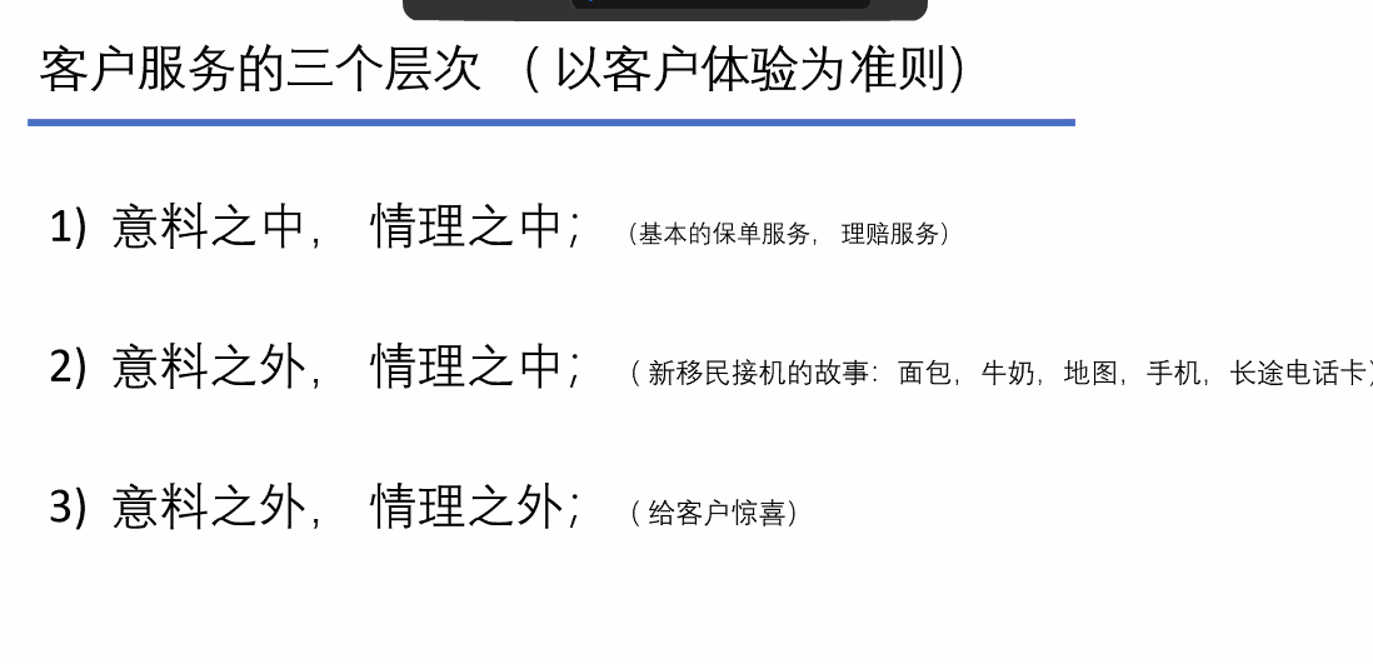 客户服务的三个层次 （ 以客户体验为准则）
1) 意料之中， 情理之中； （基本的保单服务， 理赔服务）
2) 意料之外， 情理之中； （ 新移民接机的故事：面包，牛奶，地图，手机，长途电话卡）
3) 意料之外， 情理之外； （ 给客户惊喜）